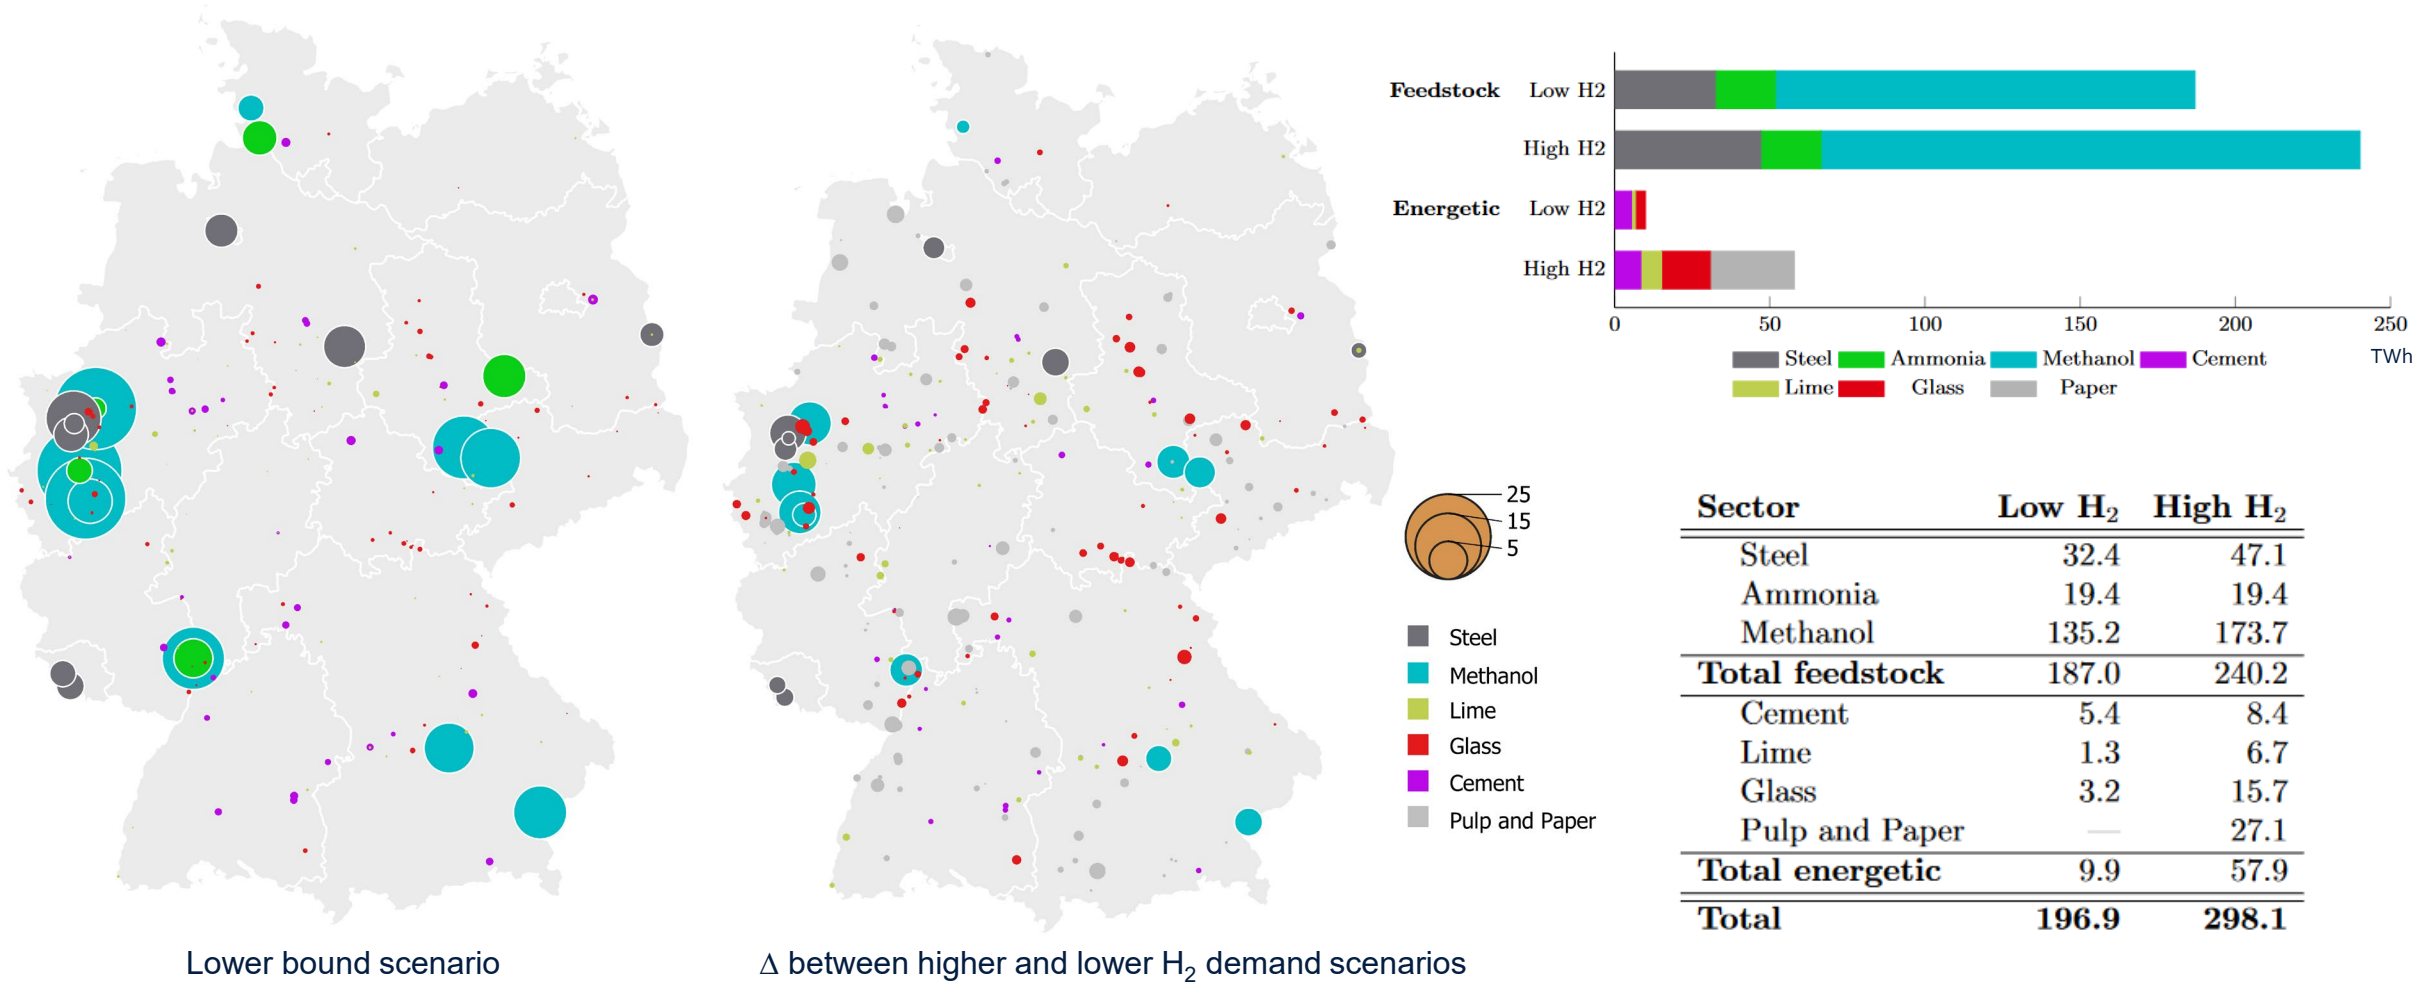 Feedstock Low H2
High H2
Energetic Low H2
High H2
0 50 100 150 200 250
TWh
Steel Ammonia Methanol Cement
Lime Glass Paper
25
15
5
Steel
Methanol
Lime
Glass
Cement
Pulp and Paper
Sector Low H₂ High H₂
Steel 32.4 47.1
Ammonia 19.4 19.4
Methanol 135.2 173.7
Total feedstock 187.0 240.2
Cement 5.4 8.4
Lime 1.3 6.7
Glass 3.2 15.7
Pulp and Paper — 27.1
Total energetic 9.9 57.9
Total 196.9 298.1
Lower bound scenario
Δ between higher and lower H₂ demand scenarios